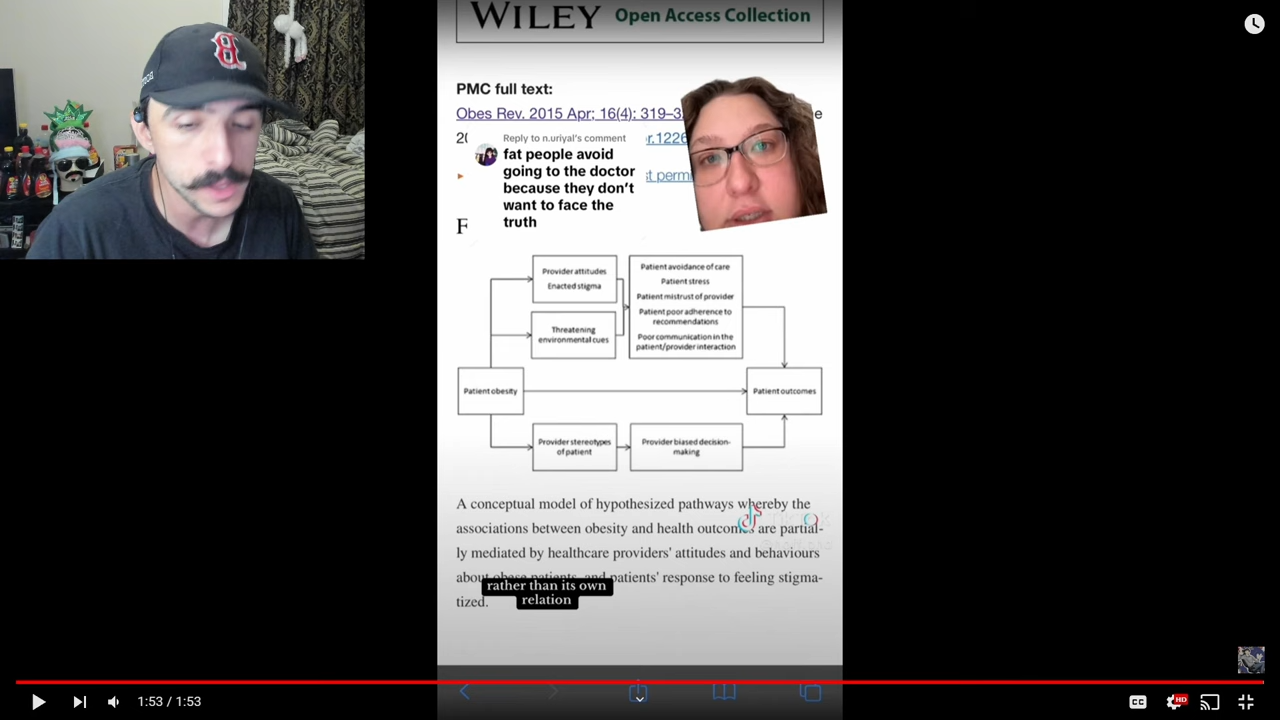 WILEY Open Access Collection
PMC full text:
Obes Rev. 2015 Apr; 16(4): 319–3
r.1226
Reply to n.uriyal's comment
fat people avoid
going to the doctor
because they don't
want to face the
truth
F
Provider attitudes
Enacted stigma
Threatening
environmental cues
Patient avoidance of care
Patient stress
Patient mistrust of provider
Patient poor adherence to
recommendations
Poor communication in the
patient/provider interaction
Patient obesity
Patient outcomes
Provider stereotypes
of patient
Provider biased decision-
making
A conceptual model of hypothesized pathways whereby the
associations between obesity and health outcomes are partial-
ly mediated by healthcare providers' attitudes and behaviours
about obese patients, and patients' response to feeling stigma-
tized.
rather than its own
relation
1:53 / 1:53
CC
HD